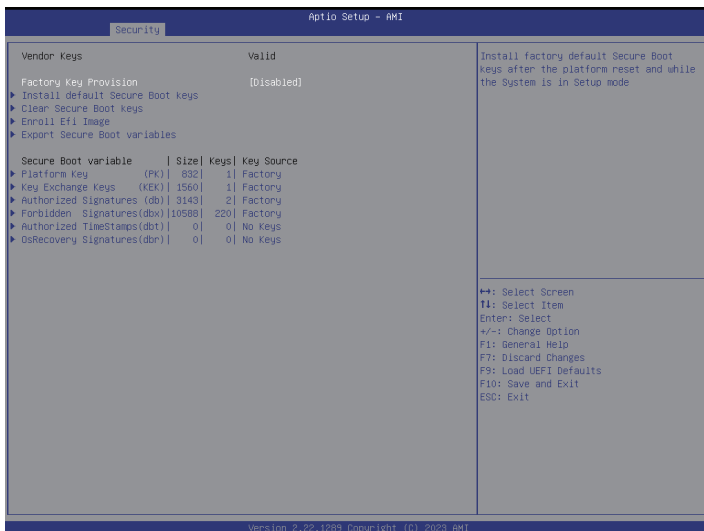 Aptio Setup - AMI
Security
Vendor Keys Valid
Factory Key Provision [Disabled]
Install default Secure Boot keys
Clear Secure Boot keys
Enroll Efi Image
Export Secure Boot variables
Secure Boot variable | Size| Keys| Key Source
Platform Key (PK)| 832| 1| Factory
Key Exchange Keys (KEK)| 1560| 1| Factory
Authorized Signatures (db)| 3143| 2| Factory
Forbidden Signatures(dbx)|10588| 220| Factory
Authorized TimeStamps(dbt)| 0| 0| No Keys
OsRecovery Signatures(dbr)| 0| 0| No Keys
Install factory default Secure Boot
keys after the platform reset and while
the System is in Setup mode
↔: Select Screen
↑↓: Select Item
Enter: Select
+/-: Change Option
F1: General Help
F7: Discard Changes
F9: Load UEFI Defaults
F10: Save and Exit
ESC: Exit
Version 2.22.1289 Copyright (C) 2023 AMI